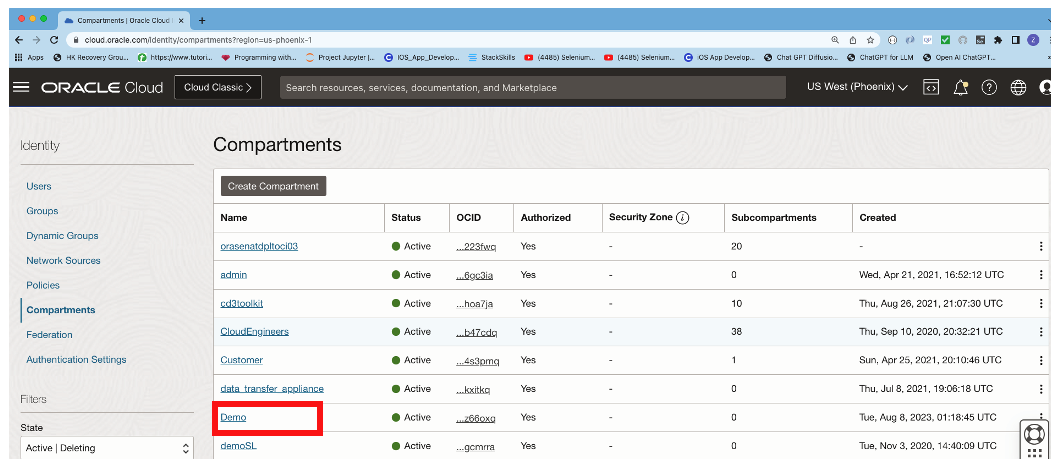 Compartments | Oracle Cloud I
cloud.oracle.com/identity/compartments?region=us-phoenix-1
Z
Apps HK Recovery Grou... https://www.tutori... Programming with... Project Jupyter |... iOS_App_Develop... StackSkills (4485) Selenium... (4485) Selenium... iOS App Develop... Chat GPT Diffusio... ChatGPT for LLM Open AI ChatGPT...
ORACLE Cloud Cloud Classic > Search resources, services, documentation, and Marketplace US West (Phoenix)
Identity
Users
Groups
Dynamic Groups
Network Sources
Policies
Compartments
Federation
Authentication Settings
Filters
State
Active | Deleting
Compartments
Create Compartment
Name Status OCID Authorized Security Zone i Subcompartments Created
orasenatdpltoci03 Active ...223fwq Yes - 20 -
admin Active ...6gc3ia Yes - 0 Wed, Apr 21, 2021, 16:52:12 UTC
cd3toolkit Active ...hoa7ja Yes - 10 Thu, Aug 26, 2021, 21:07:30 UTC
CloudEngineers Active ...b47cdq Yes - 38 Thu, Sep 10, 2020, 20:32:21 UTC
Customer Active ...4s3pmq Yes - 1 Sun, Apr 25, 2021, 20:10:46 UTC
data_transfer_appliance Active ...kxitkq Yes - 0 Thu, Jul 8, 2021, 19:06:18 UTC
Demo Active ...z66oxq Yes - 0 Tue, Aug 8, 2023, 01:18:45 UTC
demoSL Active ...gcmrra Yes - 0 Tue, Nov 3, 2020, 14:40:09 UTC